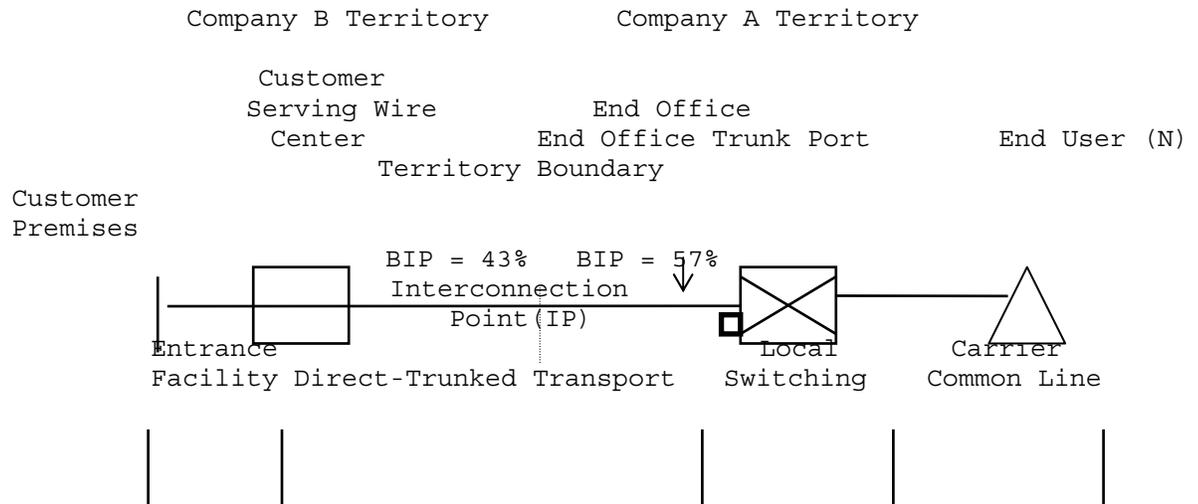 Company B Territory Company A Territory
Customer
Serving Wire End Office
Center End Office Trunk Port End User (N)
Territory Boundary
Customer
Premises
BIP = 43% BIP = 57%
Interconnection
Point(IP)
Entrance Local Carrier
Facility Direct-Trunked Transport Switching Common Line